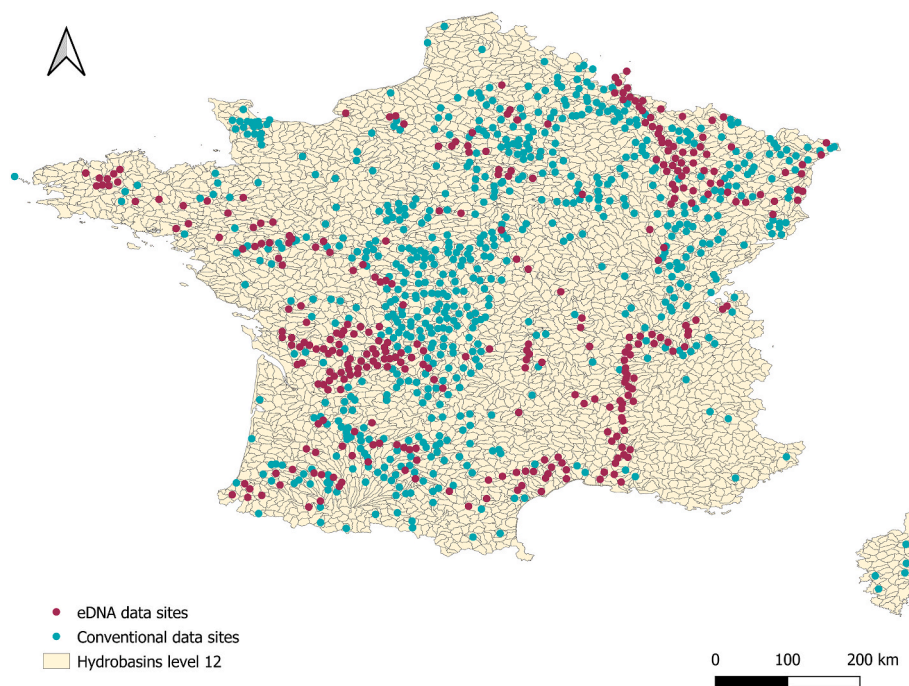 eDNA data sites
Conventional data sites
Hydrobasins level 12
0 100 200 km